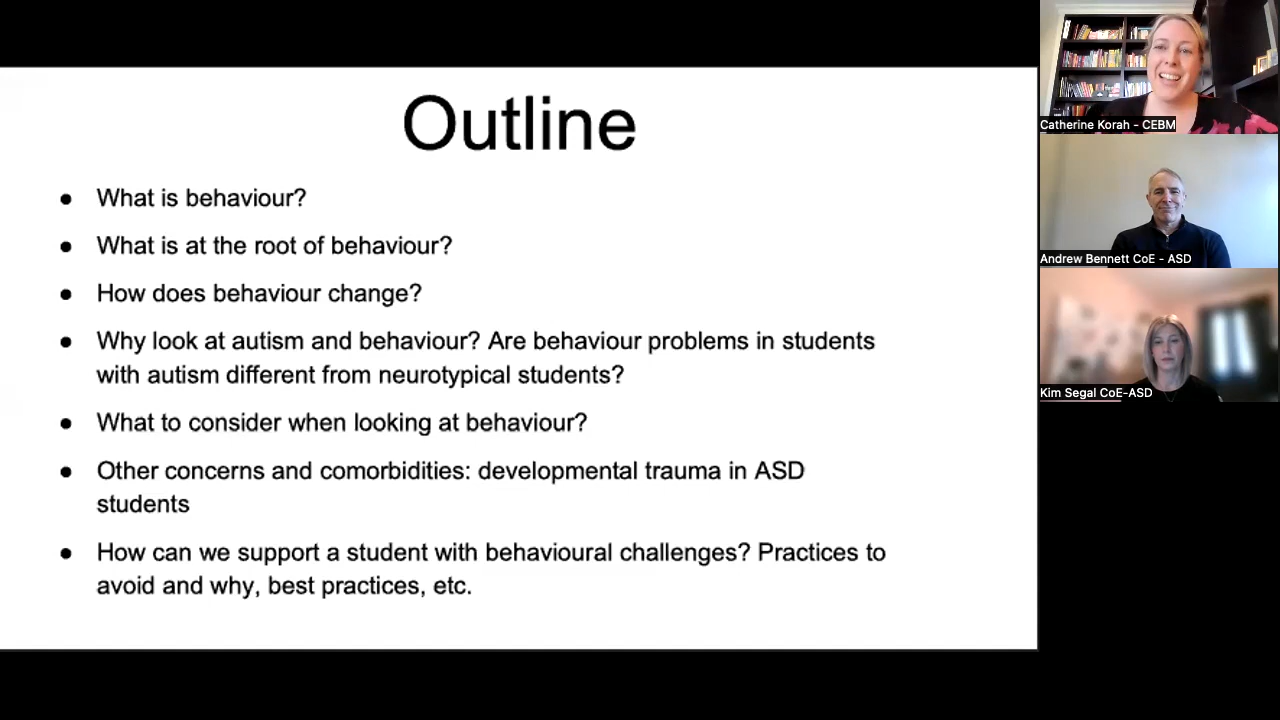 Outline
● What is behaviour?
● What is at the root of behaviour?
● How does behaviour change?
● Why look at autism and behaviour? Are behaviour problems in students
with autism different from neurotypical students?
● What to consider when looking at behaviour?
● Other concerns and comorbidities: developmental trauma in ASD
students
● How can we support a student with behavioural challenges? Practices to
avoid and why, best practices, etc.
Catherine Korah - CEBM
Andrew Bennett CoE - ASD
Kim Segal CoE-ASD